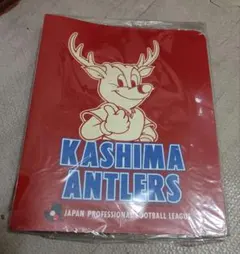 KASHIMA
ANTLERS
JAPAN PROFESSIONAL FOOTBALL LEAGUE